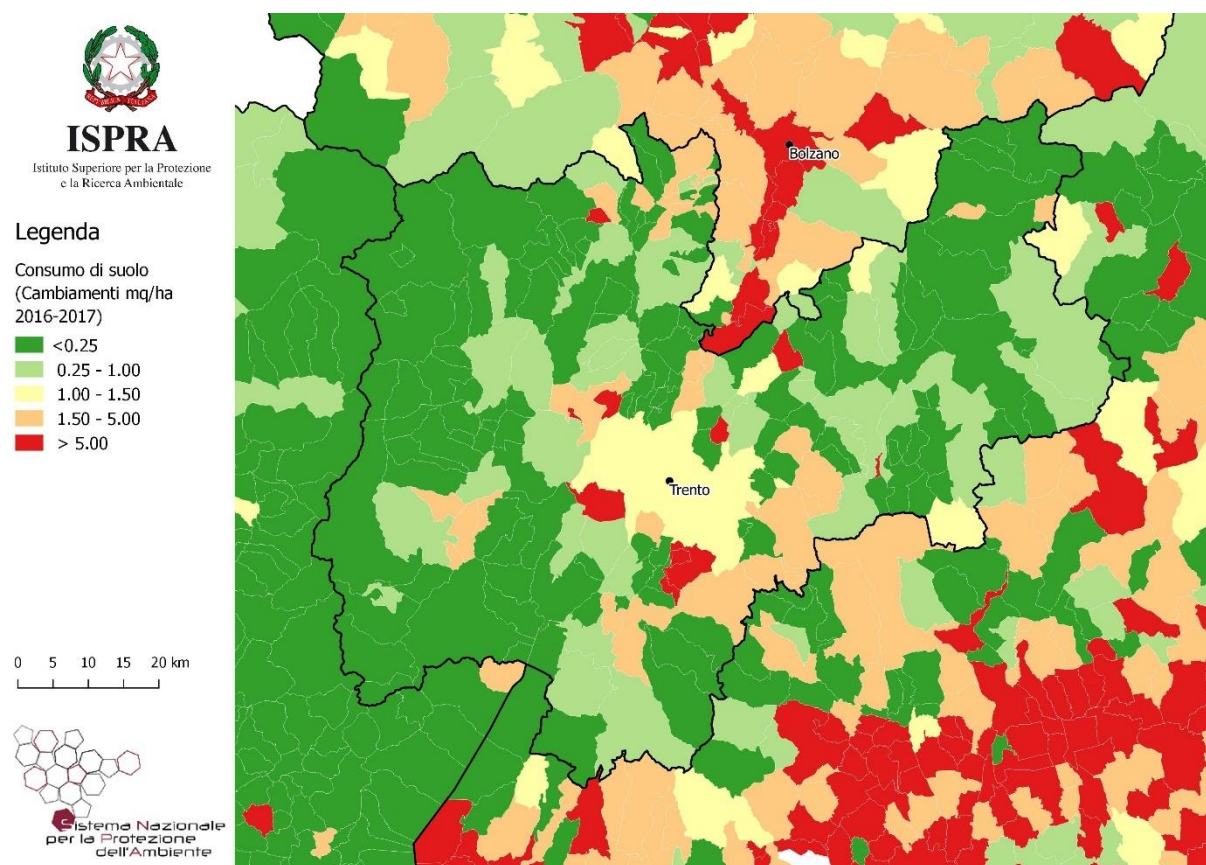 ISPRA
Istituto Superiore per la Protezione
e la Ricerca Ambientale
Legenda
Consumo di suolo
(Cambiamenti mq/ha
2016-2017)
<0.25
0.25 - 1.00
1.00 - 1.50
1.50 - 5.00
> 5.00
0 5 10 15 20 km
Sistema Nazionale
per la Protezione
dell'Ambiente
Bolzano
Trento